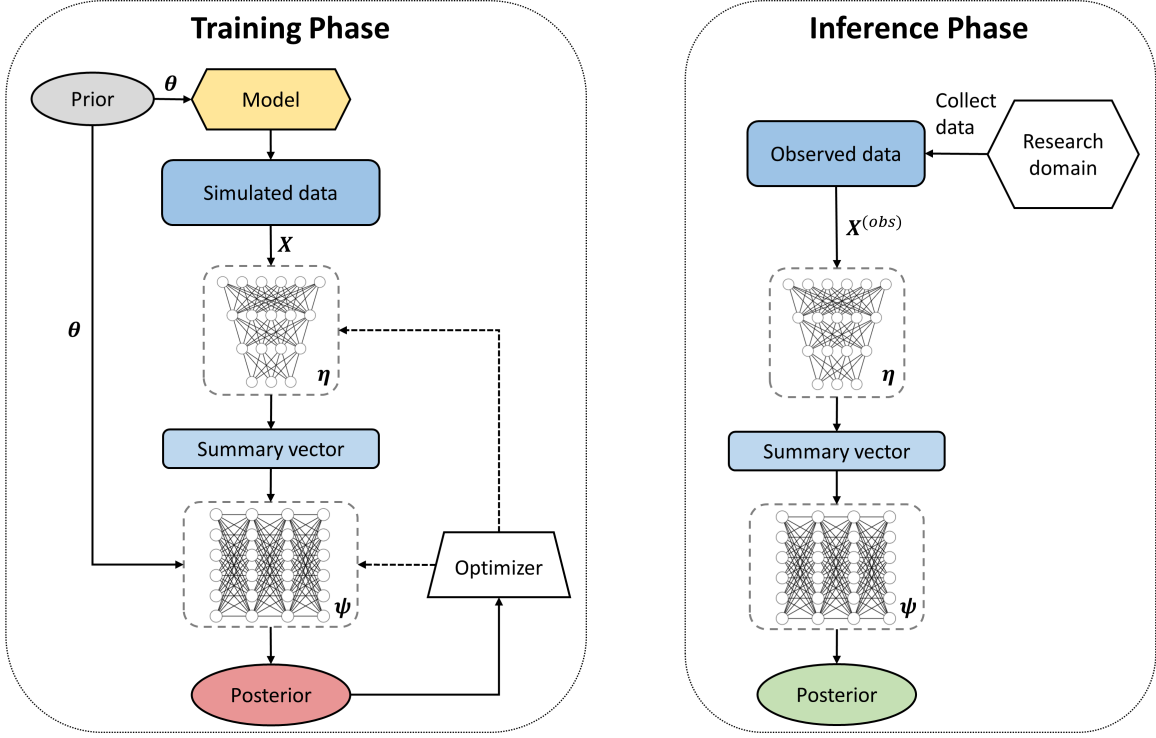 Training Phase
Prior
θ
Model
Simulated data
X
θ
η
Summary vector
ψ
Optimizer
Posterior
Inference Phase
Collect
data
Research
domain
Observed data
X^(obs)
η
Summary vector
ψ
Posterior